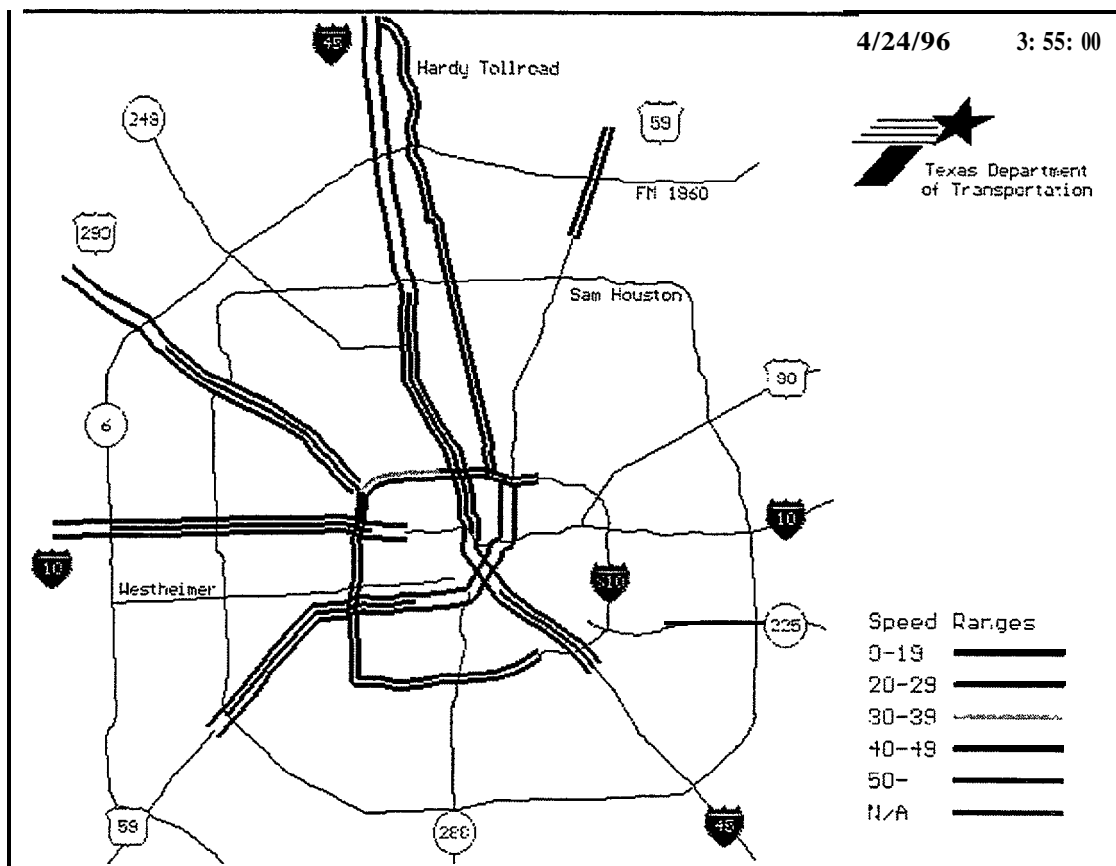 4/24/96 3: 55: 00
45
Hardy Tollroad
59
248
Texas Department
of Transportation
FM 1960
290
Sam Houston
90
6
10
10
610
Westheimer
225
Speed Ranges
0-19
20-29
30-39
40-49
50-
N/A
59
288
45